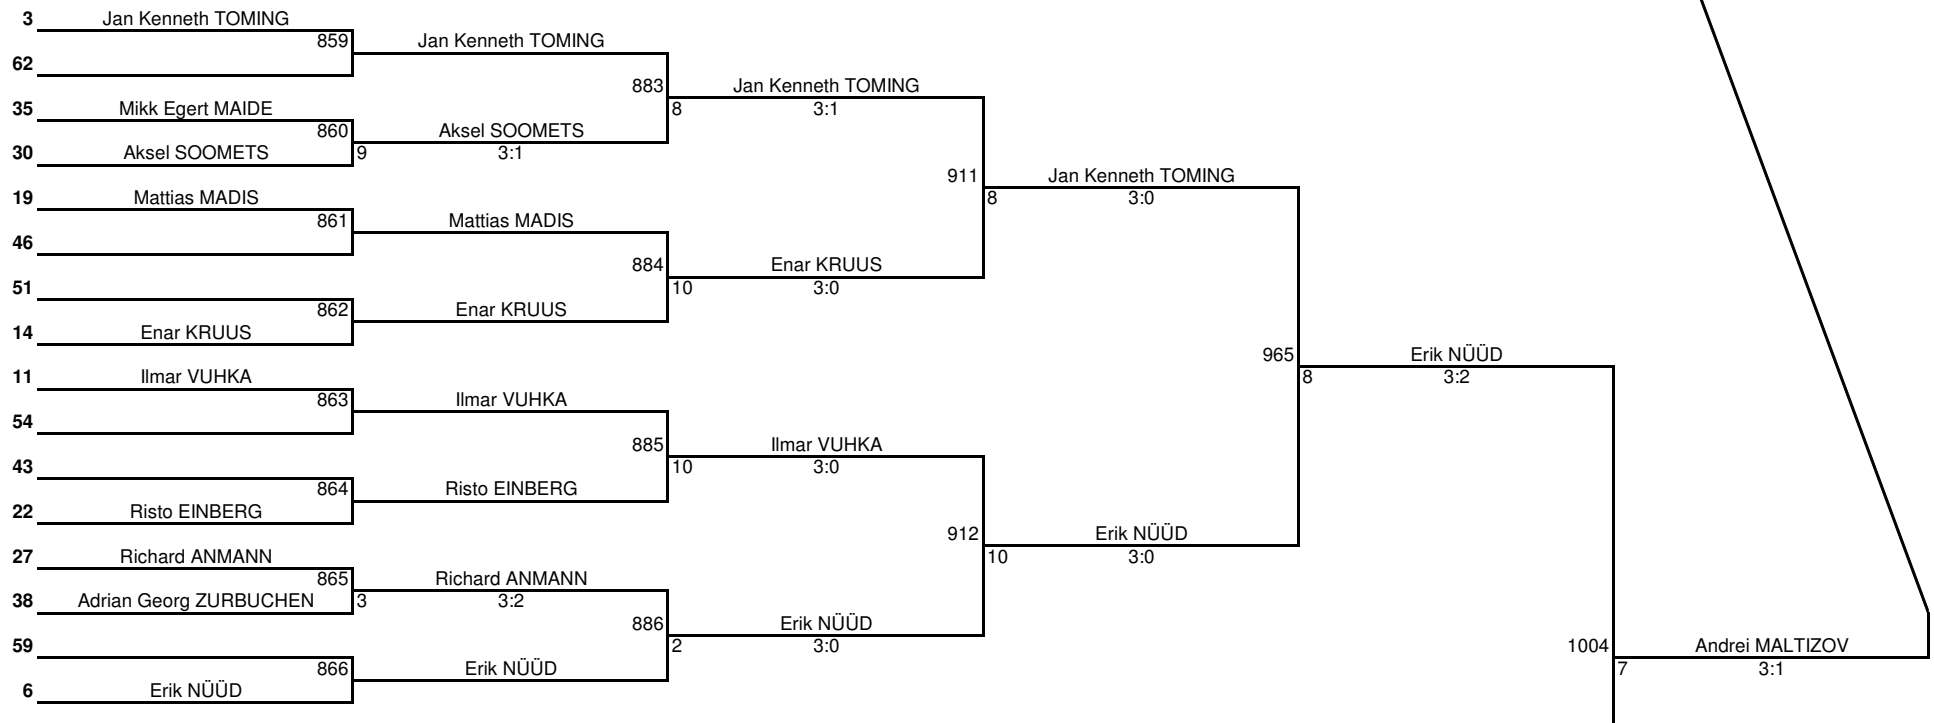 3 Jan Kenneth TOMING
859 Jan Kenneth TOMING
62
883 Jan Kenneth TOMING
35 Mikk Egert MAIDE 8 3:1
860 Aksel SOOMETS
30 Aksel SOOMETS 9 3:1
911 Jan Kenneth TOMING
19 Mattias MADIS 8 3:0
861 Mattias MADIS
46
884 Enar KRUUS
51 10 3:0
862 Enar KRUUS
14 Enar KRUUS
965 Erik NÜÜD
11 Ilmar VUHKA 8 3:2
863 Ilmar VUHKA
54
885 Ilmar VUHKA
43 10 3:0
864 Risto EINBERG
22 Risto EINBERG
912 Erik NÜÜD
27 Richard ANMANN 10 3:0
865 Richard ANMANN
38 Adrian Georg ZURBUCHEN 3 3:2
886 Erik NÜÜD
59 2 3:0 1004 Andrei MALTIZOV
866 Erik NÜÜD 7 3:1
6 Erik NÜÜD